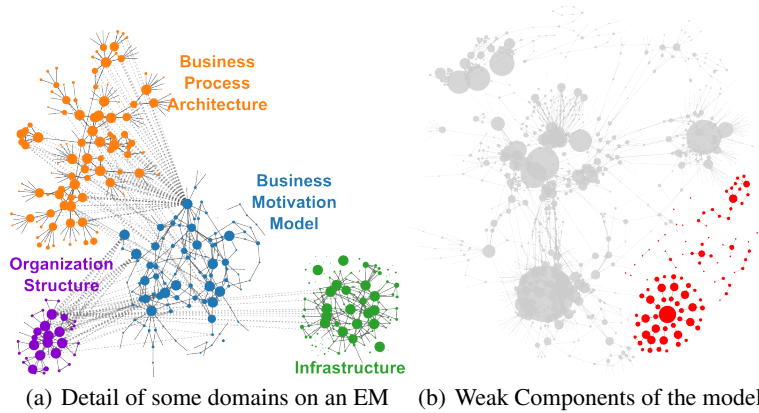 Business
Process
Architecture
Business
Motivation
Model
Organization
Structure
Infrastructure
(a) Detail of some domains on an EM
(b) Weak Components of the model